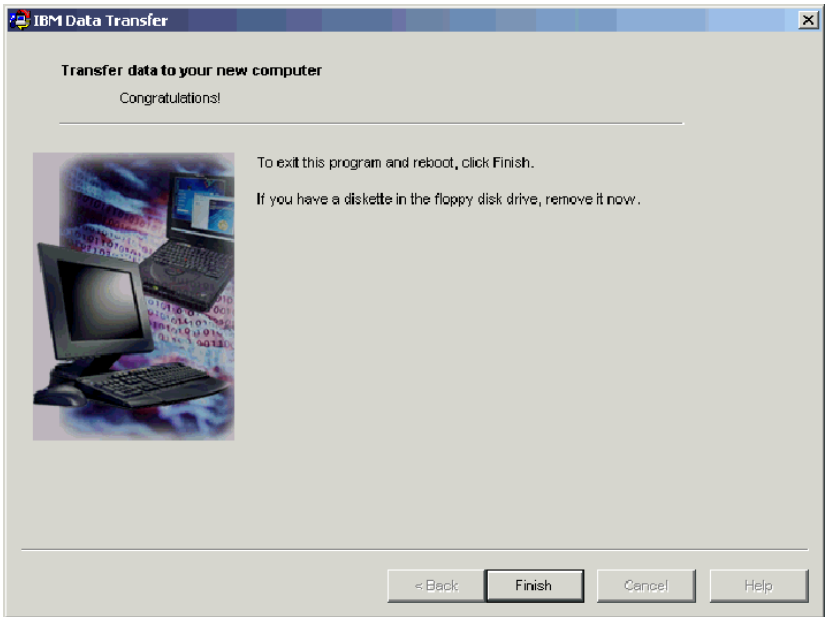 IBM Data Transfer
Transfer data to your new computer
Congratulations!
To exit this program and reboot, click Finish.
If you have a diskette in the floppy disk drive, remove it now.
< Back Finish Cancel Help